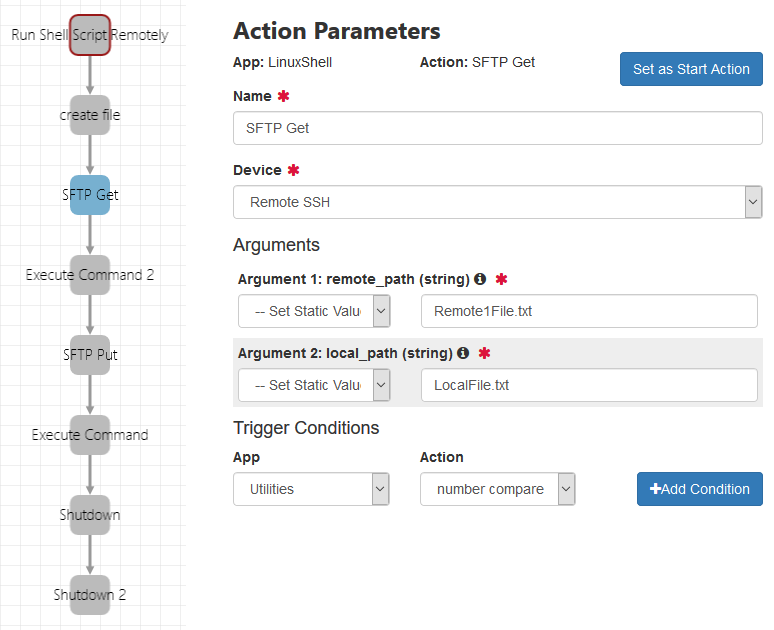 Run Shell Script Remotely
create file
SFTP Get
Execute Command 2
SFTP Put
Execute Command
Shutdown
Shutdown 2
Action Parameters
App: LinuxShell Action: SFTP Get
Set as Start Action
Name ✱
SFTP Get
Device ✱
Remote SSH
Arguments
Argument 1: remote_path (string) ✱
-- Set Static Valu Remote1File.txt
Argument 2: local_path (string) ✱
-- Set Static Valu LocalFile.txt
Trigger Conditions
App Action
Utilities number compare +Add Condition